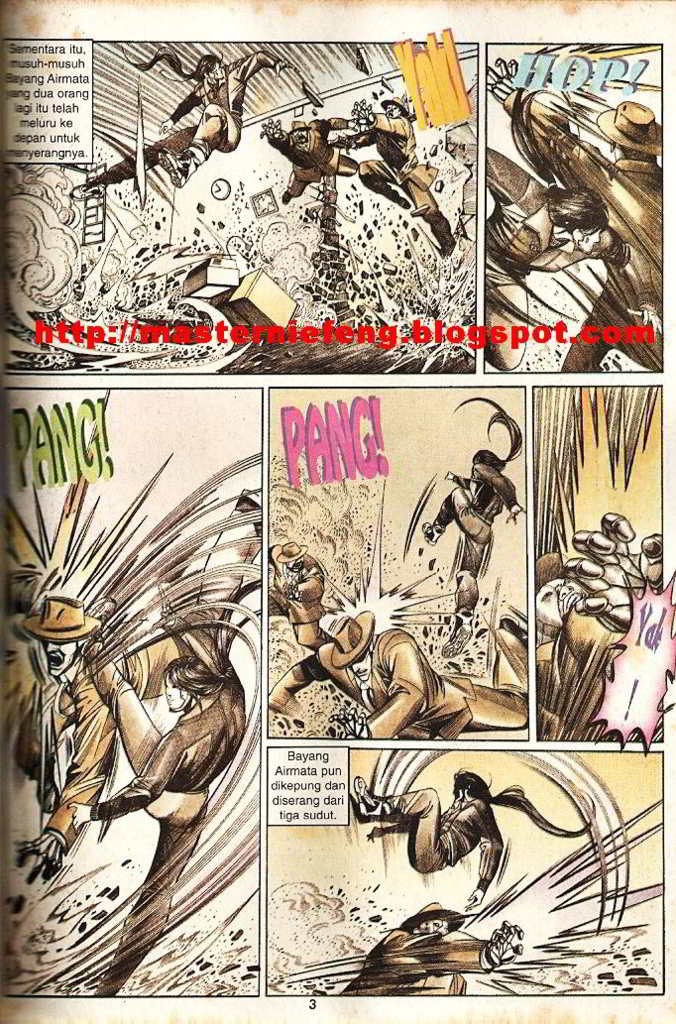 Sementara itu,
musuh-musuh
Bayang Airmata
yang dua orang
lagi itu telah
meluru ke
depan untuk
menyerangnya.
YAH!
HOP!
http://masterniefeng.blogspot.com
PANG!
PANG!
Yah
!
Bayang
Airmata pun
dikepung dan
diserang dari
tiga sudut.
3